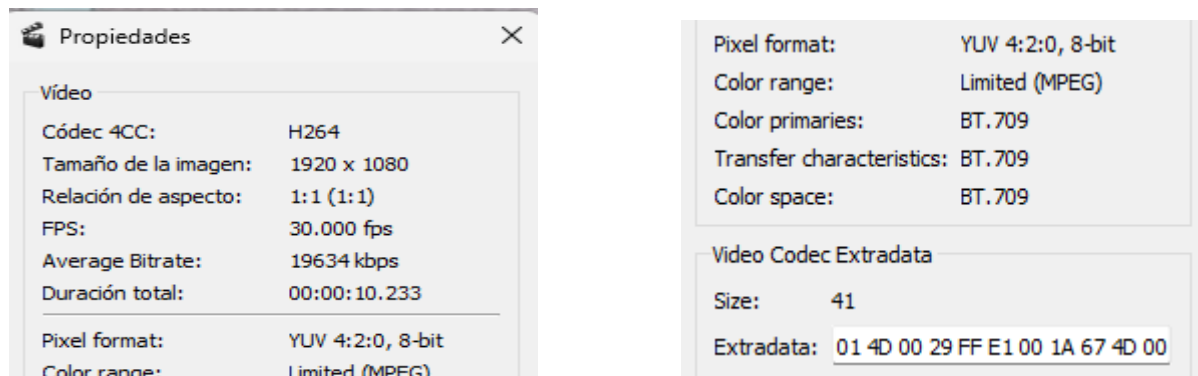 Propiedades
Vídeo
Códec 4CC: H264
Tamaño de la imagen: 1920 x 1080
Relación de aspecto: 1:1 (1:1)
FPS: 30.000 fps
Average Bitrate: 19634 kbps
Duración total: 00:00:10.233
Pixel format: YUV 4:2:0, 8-bit
Color range: Limited (MPEG)
Pixel format: YUV 4:2:0, 8-bit
Color range: Limited (MPEG)
Color primaries: BT.709
Transfer characteristics: BT.709
Color space: BT.709
Video Codec Extradata
Size: 41
Extradata: 01 4D 00 29 FF E1 00 1A 67 4D 00